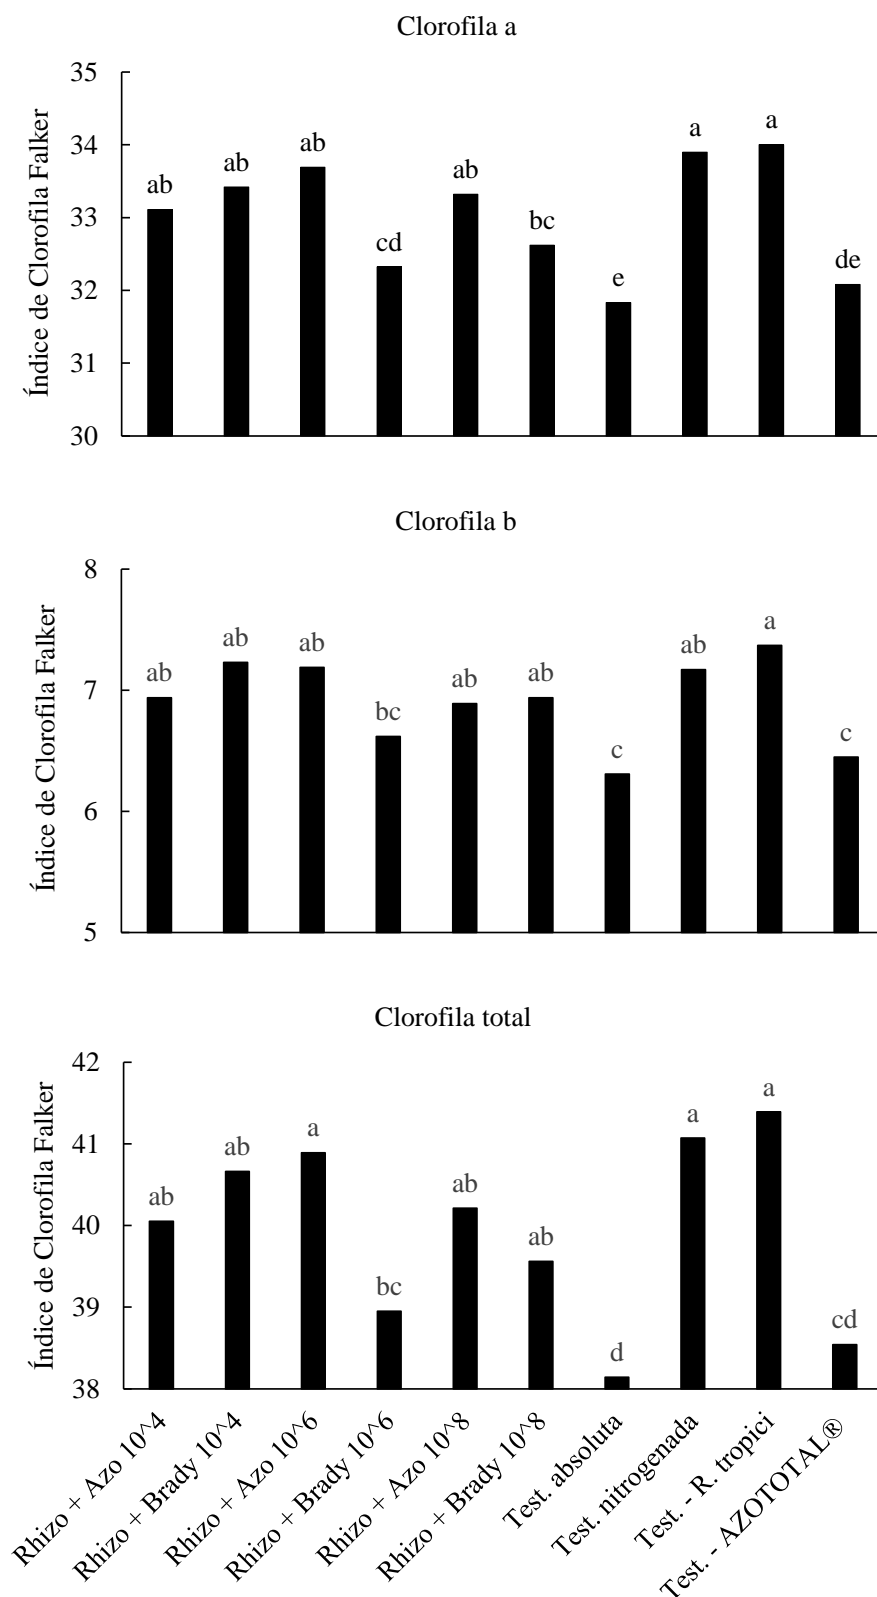 Clorofila a
Índice de Clorofila Falker
35
34
33
32
31
30
ab
ab
ab
cd
ab
bc
e
a
a
de
Clorofila b
Índice de Clorofila Falker
8
7
6
5
ab
ab
ab
bc
ab
ab
c
ab
a
c
Clorofila total
Índice de Clorofila Falker
42
41
40
39
38
ab
ab
a
bc
ab
ab
d
a
a
cd
Rhizo + Azo 10^4
Rhizo + Brady 10^4
Rhizo + Azo 10^6
Rhizo + Brady 10^6
Rhizo + Azo 10^8
Rhizo + Brady 10^8
Test. absoluta
Test. nitrogenada
Test. - R. tropici
Test. - AZOTOTAL®